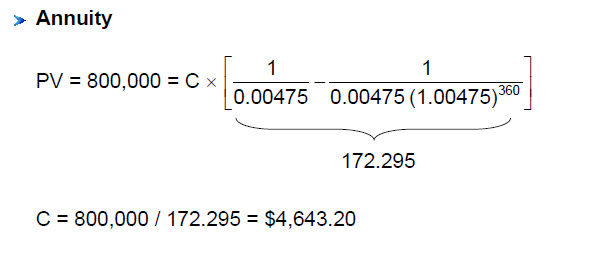 Annuity
PV = 800,000 = C × [ 1 / 0.00475 − 1 / 0.00475 (1.00475)^360 ]
172.295
C = 800,000 / 172.295 = $4,643.20